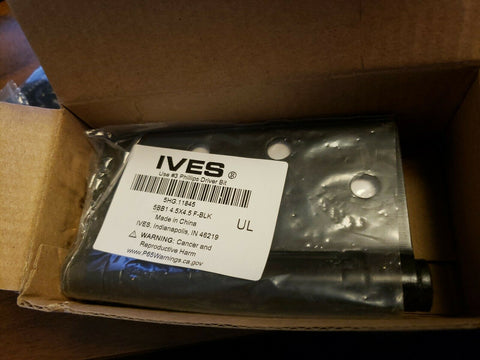 IVES®
Use #3 Phillips Driver Bit
5HG.11845
5BB1 4.5X4.5 F-BLK
Made in China
IVES, Indianapolis, IN 46219
UL
⚠ WARNING: Cancer and
Reproductive Harm
www.P65Warnings.ca.gov